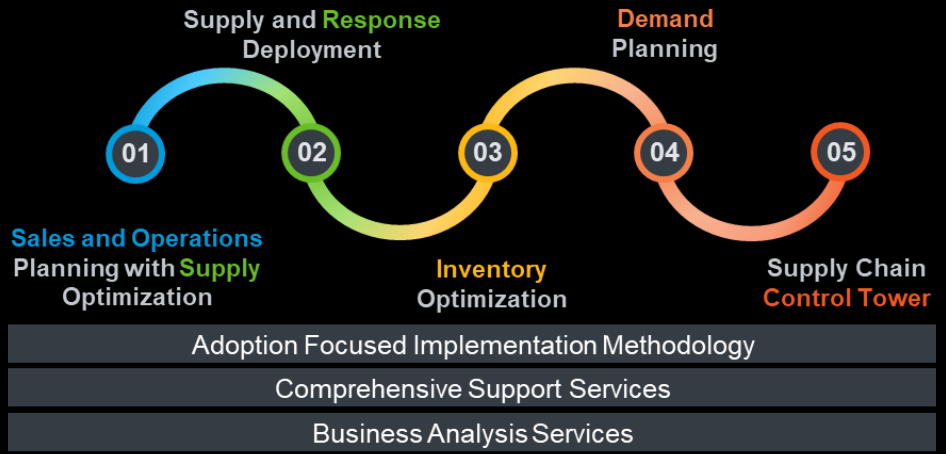 Supply and Response
Deployment
Demand
Planning
01
02
03
04
05
Sales and Operations
Planning with Supply
Optimization
Inventory
Optimization
Supply Chain
Control Tower
Adoption Focused Implementation Methodology
Comprehensive Support Services
Business Analysis Services